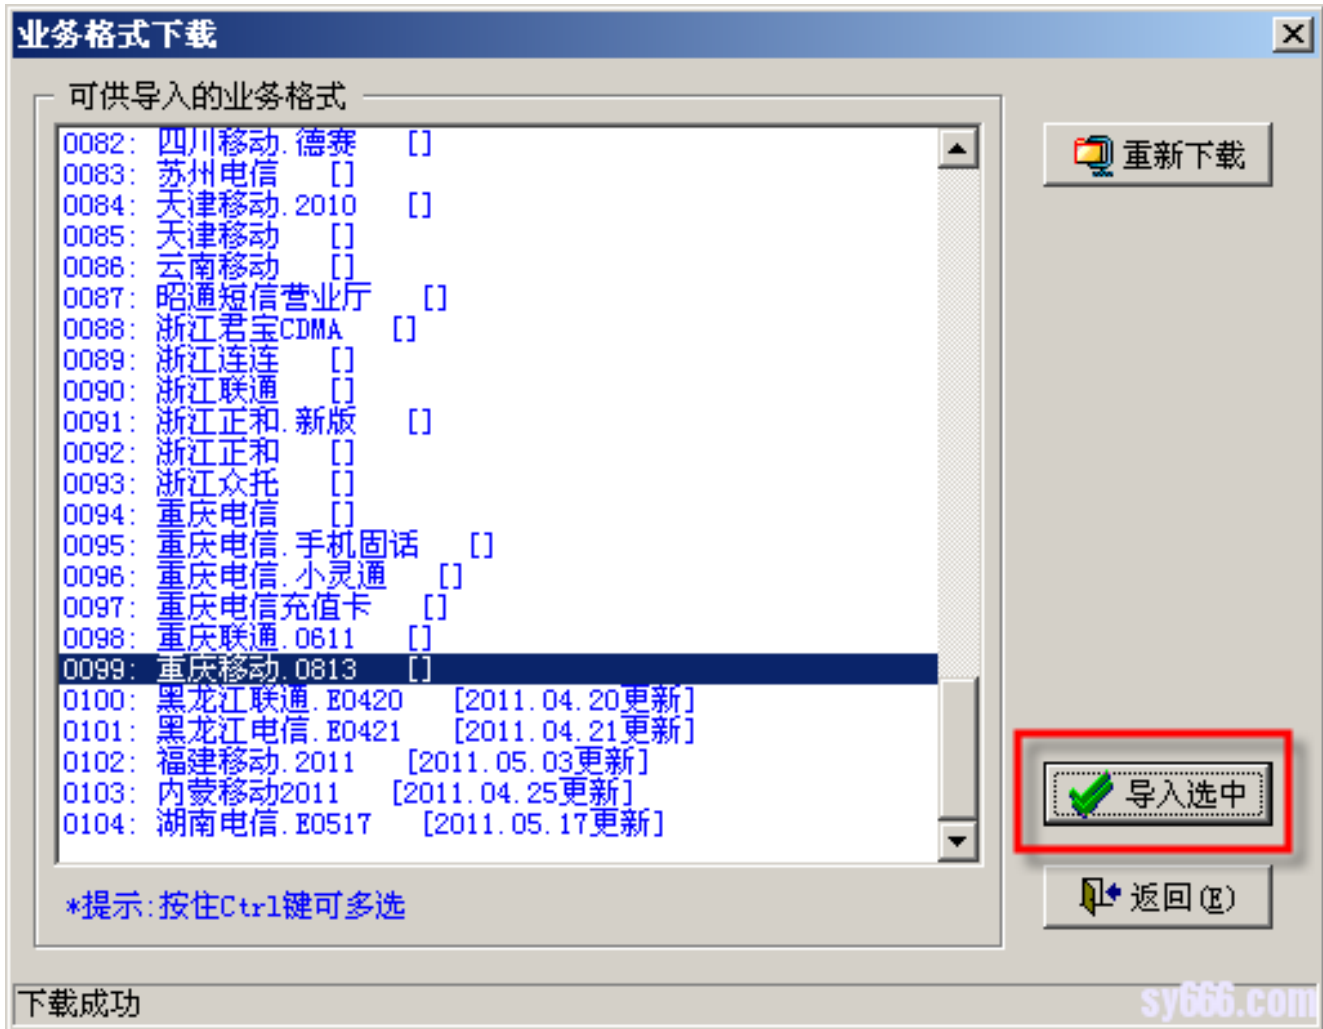 业务格式下载
可供导入的业务格式
0082: 四川移动.德赛 []
0083: 苏州电信 []
0084: 天津移动.2010 []
0085: 天津移动 []
0086: 云南移动 []
0087: 昭通短信营业厅 []
0088: 浙江君宝CDMA []
0089: 浙江连连 []
0090: 浙江联通 []
0091: 浙江正和.新版 []
0092: 浙江正和 []
0093: 浙江众托 []
0094: 重庆电信 []
0095: 重庆电信.手机固话 []
0096: 重庆电信.小灵通 []
0097: 重庆电信充值卡 []
0098: 重庆联通.0611 []
0099: 重庆移动.0813 []
0100: 黑龙江联通.E0420 [2011.04.20更新]
0101: 黑龙江电信.E0421 [2011.04.21更新]
0102: 福建移动.2011 [2011.05.03更新]
0103: 内蒙移动2011 [2011.04.25更新]
0104: 湖南电信.E0517 [2011.05.17更新]
*提示:按住Ctrl键可多选
重新下载
导入选中
返回(E)
下载成功
sy666.com